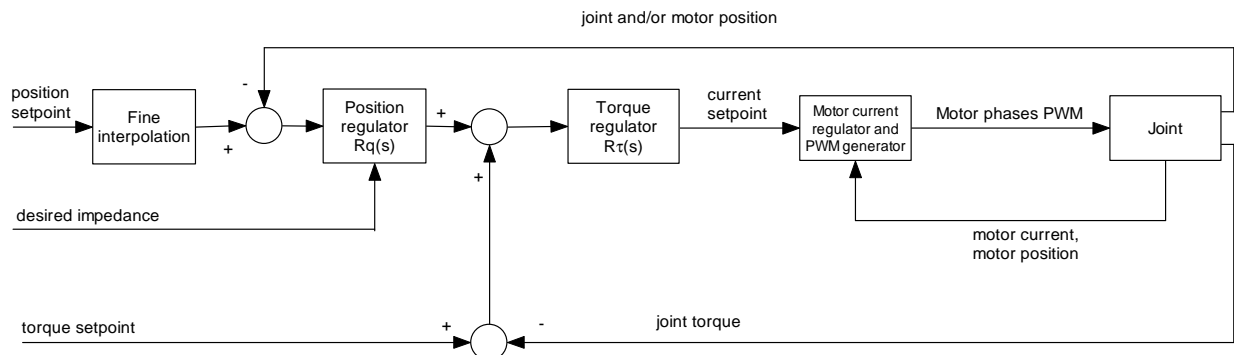 joint and/or motor position
-
position
setpoint
Fine
interpolation
+
Position
regulator
Rq(s)
+
+
Torque
regulator
Rτ(s)
current
setpoint
Motor current
regulator and
PWM generator
Motor phases PWM
Joint
desired impedance
motor current,
motor position
torque setpoint
+
-
joint torque